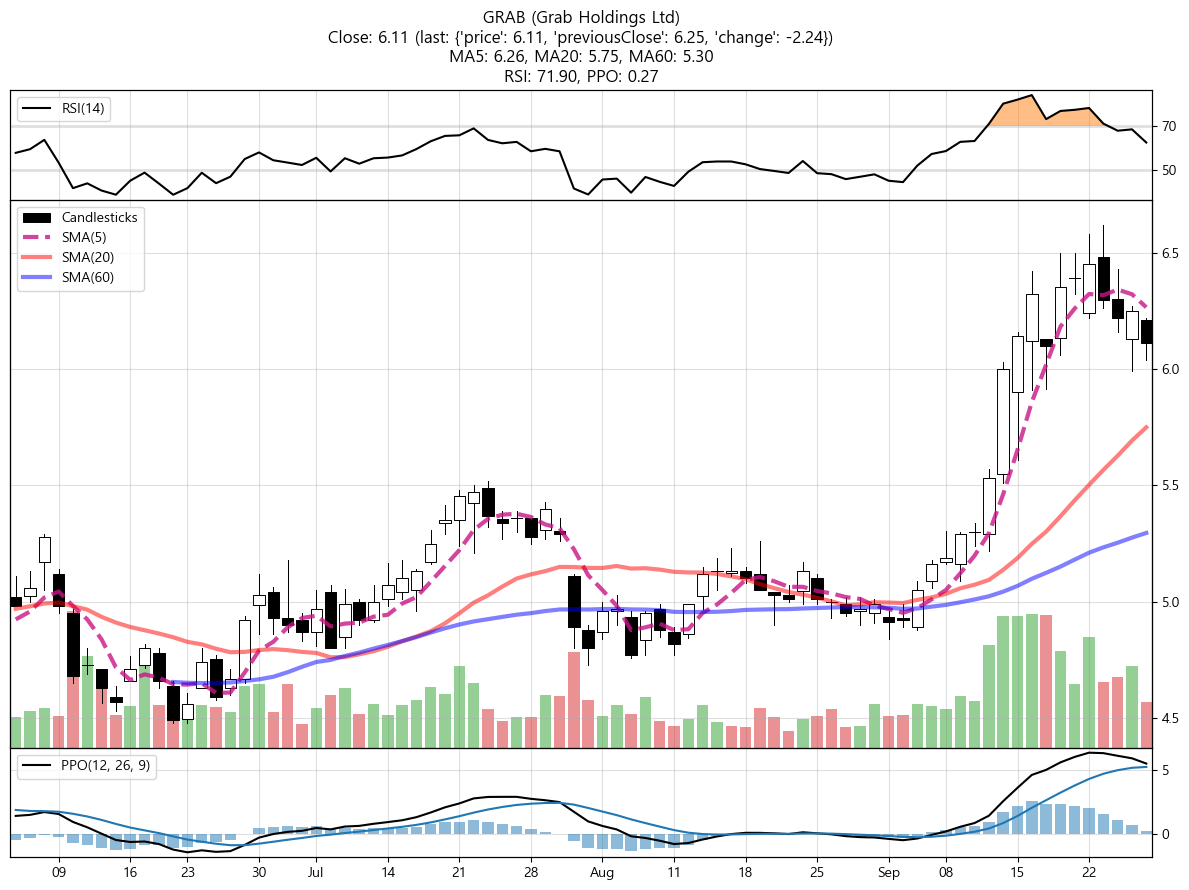 GRAB (Grab Holdings Ltd)
Close: 6.11 (last: {'price': 6.11, 'previousClose': 6.25, 'change': -2.24})
MA5: 6.26, MA20: 5.75, MA60: 5.30
RSI: 71.90, PPO: 0.27
RSI(14)
70
50
Candlesticks
SMA(5)
SMA(20)
SMA(60)
6.5
6.0
5.5
5.0
4.5
PPO(12, 26, 9)
5
0
09 16 23 30 Jul 14 21 28 Aug 11 18 25 Sep 08 15 22